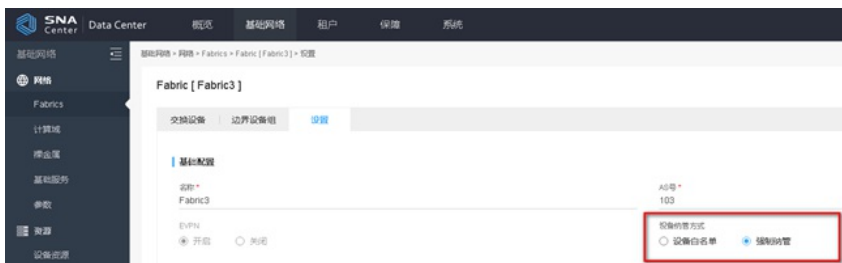 SNA Center Data Center 概览 基础网络 租户 保障 系统
基础网络 基础网络 > 网络 > Fabrics > Fabric [ Fabric3 ] > 设置
网络
Fabric [ Fabric3 ]
Fabrics
交换设备 边界设备组 设置
计算域
裸金属
基础配置
基础服务
名称 * AS号 *
Fabric3 103
参数
EVPN 设备纳管方式
资源
开启 关闭 设备白名单 强制纳管
设备资源